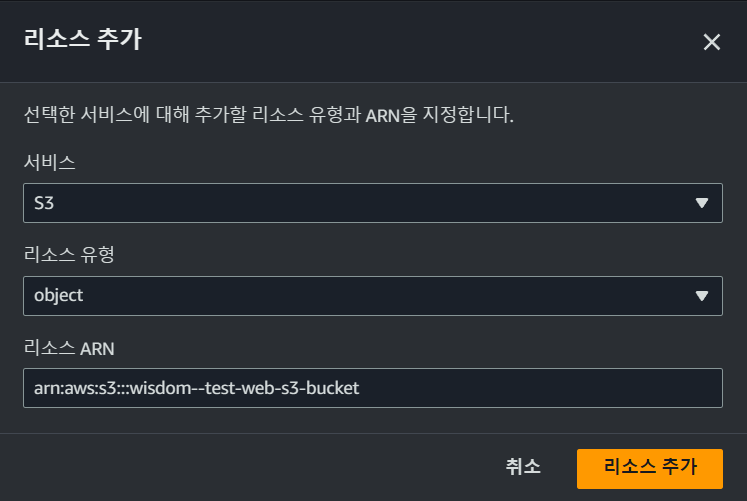 리소스 추가
선택한 서비스에 대해 추가할 리소스 유형과 ARN을 지정합니다.
서비스
S3
리소스 유형
object
리소스 ARN
arn:aws:s3:::wisdom--test-web-s3-bucket
취소
리소스 추가